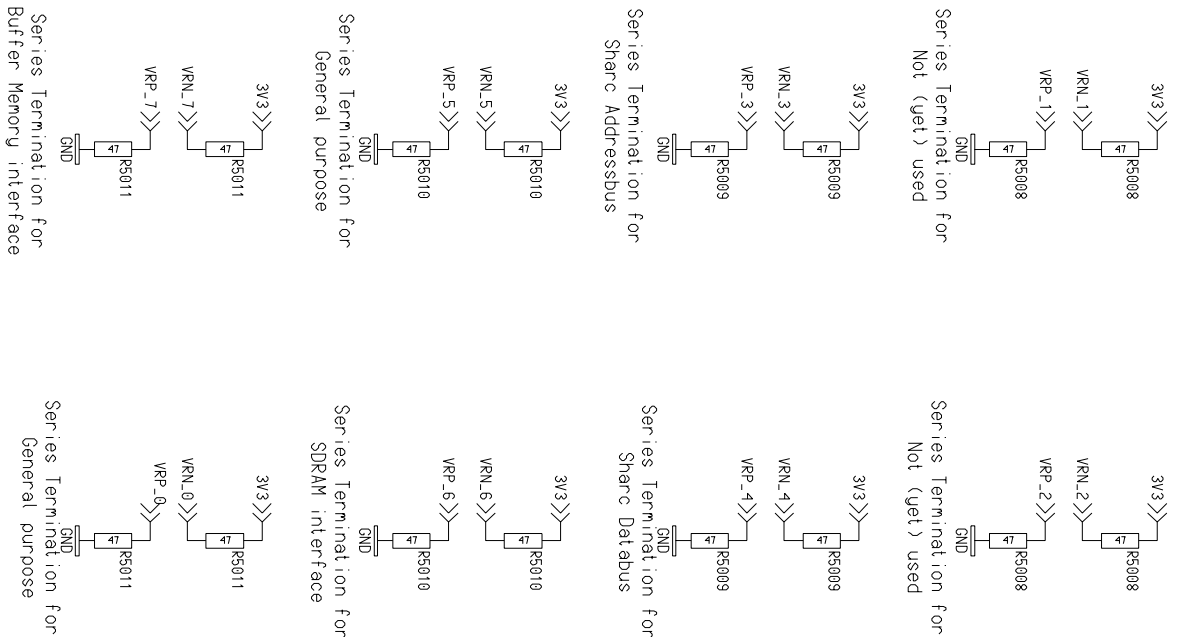 3V3
VRN_1
VRP_1
47
R5008
47
R5008
GND
Series Termination for
Not (yet) used
3V3
VRN_3
VRP_3
47
R5009
47
R5009
GND
Series Termination for
Sharc Addressbus
3V3
VRN_5
VRP_5
47
R5010
47
R5010
GND
Series Termination for
General purpose
3V3
VRN_7
VRP_7
47
R5011
47
R5011
GND
Series Termination for
Buffer Memory interface
3V3
VRN_2
VRP_2
47
R5008
47
R5008
GND
Series Termination for
Not (yet) used
3V3
VRN_4
VRP_4
47
R5009
47
R5009
GND
Series Termination for
Sharc Databus
3V3
VRN_6
VRP_6
47
R5010
47
R5010
GND
Series Termination for
SDRAM interface
3V3
VRN_0
VRP_0
47
R5011
47
R5011
GND
Series Termination for
General purpose